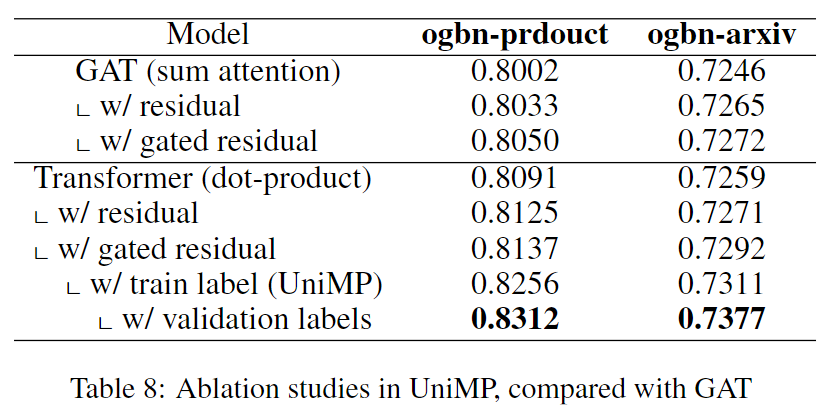 Model ogbn-prdouct ogbn-arxiv
GAT (sum attention) 0.8002 0.7246
∟ w/ residual 0.8033 0.7265
∟ w/ gated residual 0.8050 0.7272
Transformer (dot-product) 0.8091 0.7259
∟ w/ residual 0.8125 0.7271
∟ w/ gated residual 0.8137 0.7292
∟ w/ train label (UniMP) 0.8256 0.7311
∟ w/ validation labels 0.8312 0.7377
Table 8: Ablation studies in UniMP, compared with GAT